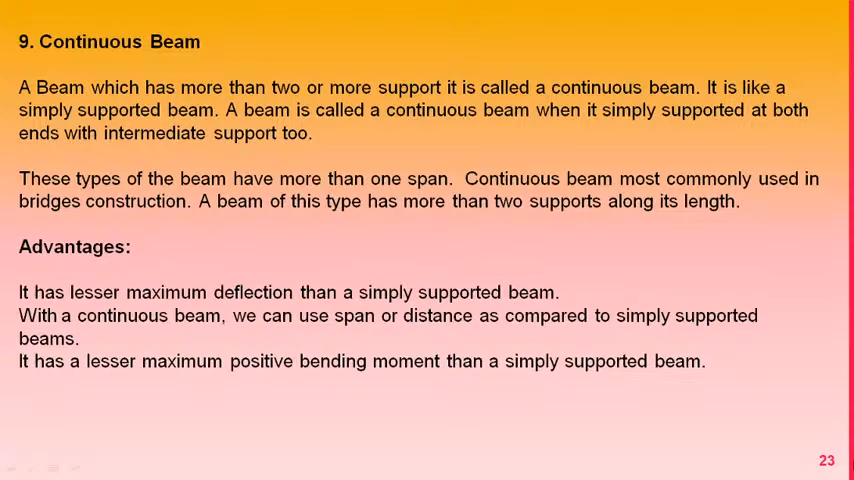 9. Continuous Beam
A Beam which has more than two or more support it is called a continuous beam. It is like a
simply supported beam. A beam is called a continuous beam when it simply supported at both
ends with intermediate support too.
These types of the beam have more than one span. Continuous beam most commonly used in
bridges construction. A beam of this type has more than two supports along its length.
Advantages:
It has lesser maximum deflection than a simply supported beam.
With a continuous beam, we can use span or distance as compared to simply supported
beams.
It has a lesser maximum positive bending moment than a simply supported beam.
23